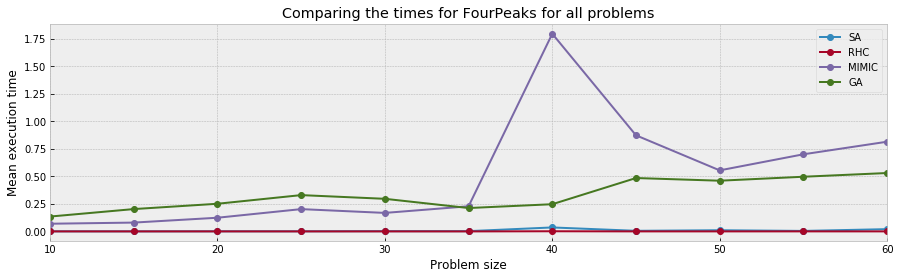 Comparing the times for FourPeaks for all problems
Mean execution time
1.75
1.50
1.25
1.00
0.75
0.50
0.25
0.00
SA
RHC
MIMIC
GA
10
20
30
40
50
60
Problem size